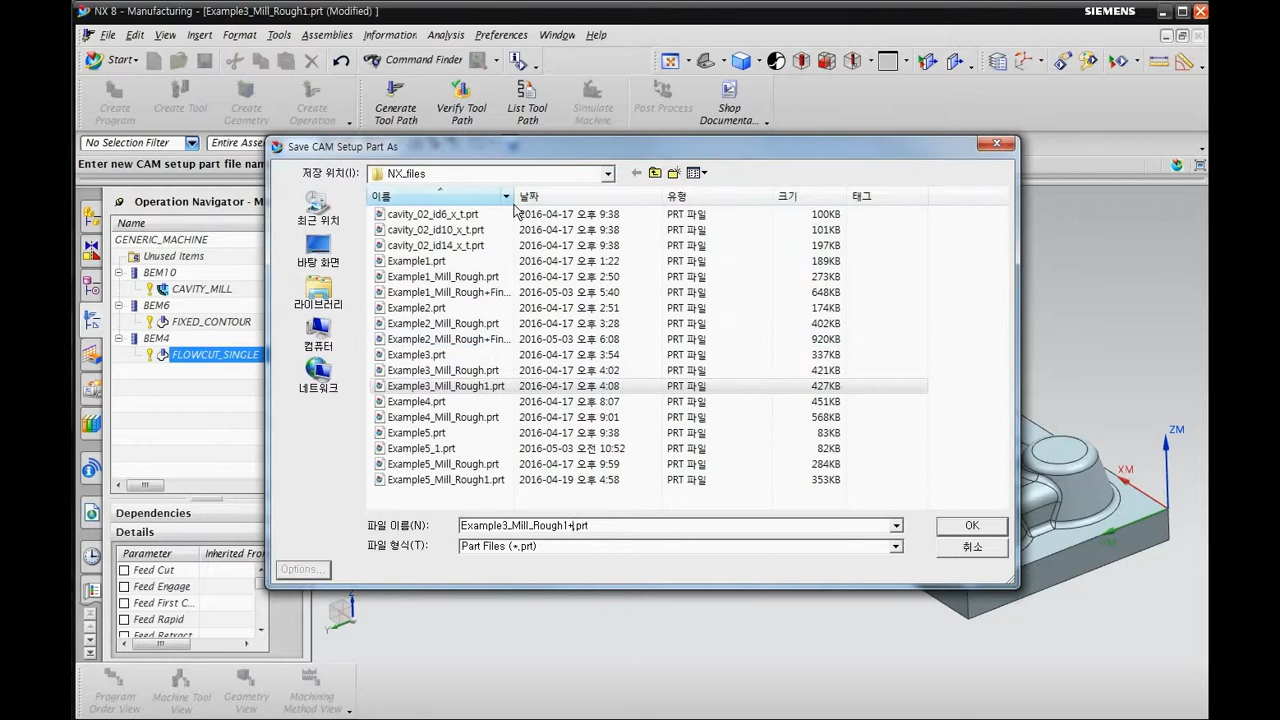 NX 8 - Manufacturing - [Example3_Mill_Rough1.prt (Modified) ]
SIEMENS
File Edit View Insert Format Tools Assemblies Information Analysis Preferences Window Help
Start Command Finder
Create Program
Create Tool
Create Geometry
Create Operation
Generate Tool Path
Verify Tool Path
List Tool Path
Simulate Machine
Post Process
Shop Documenta...
No Selection Filter
Entire Asse
Enter new CAM setup part file nam
Operation Navigator - M
Name
GENERIC_MACHINE
Unused Items
BEM10
CAVITY_MILL
BEM6
FIXED_CONTOUR
BEM4
FLOWCUT_SINGLE
Dependencies
Details
Parameter Inherited From
Feed Cut
Feed Engage
Feed First C...
Feed Rapid
Feed Retract
Save CAM Setup Part As
저장 위치(I): NX_files
최근 위치
바탕 화면
라이브러리
컴퓨터
네트워크
이름 날짜 유형 크기 태그
cavity_02_id6_x_t.prt 2016-04-17 오후 9:38 PRT 파일 100KB
cavity_02_id10_x_t.prt 2016-04-17 오후 9:38 PRT 파일 101KB
cavity_02_id14_x_t.prt 2016-04-17 오후 9:38 PRT 파일 197KB
Example1.prt 2016-04-17 오후 1:22 PRT 파일 189KB
Example1_Mill_Rough.prt 2016-04-17 오후 2:50 PRT 파일 273KB
Example1_Mill_Rough+Fin... 2016-05-03 오후 5:40 PRT 파일 648KB
Example2.prt 2016-04-17 오후 2:51 PRT 파일 174KB
Example2_Mill_Rough.prt 2016-04-17 오후 3:28 PRT 파일 402KB
Example2_Mill_Rough+Fin... 2016-05-03 오후 6:08 PRT 파일 920KB
Example3.prt 2016-04-17 오후 3:54 PRT 파일 337KB
Example3_Mill_Rough.prt 2016-04-17 오후 4:02 PRT 파일 421KB
Example3_Mill_Rough1.prt 2016-04-17 오후 4:08 PRT 파일 427KB
Example4.prt 2016-04-17 오후 8:07 PRT 파일 451KB
Example4_Mill_Rough.prt 2016-04-17 오후 9:01 PRT 파일 568KB
Example5.prt 2016-04-17 오후 9:38 PRT 파일 83KB
Example5_1.prt 2016-05-03 오전 10:52 PRT 파일 82KB
Example5_Mill_Rough.prt 2016-04-17 오후 9:59 PRT 파일 284KB
Example5_Mill_Rough1.prt 2016-04-19 오후 4:58 PRT 파일 353KB
파일 이름(N): Example3_Mill_Rough1+.prt OK
파일 형식(T): Part Files (*.prt) 취소
Options...
ZM
XM
YM
Z
Y
Program Order View
Machine Tool View
Geometry View
Machining Method View